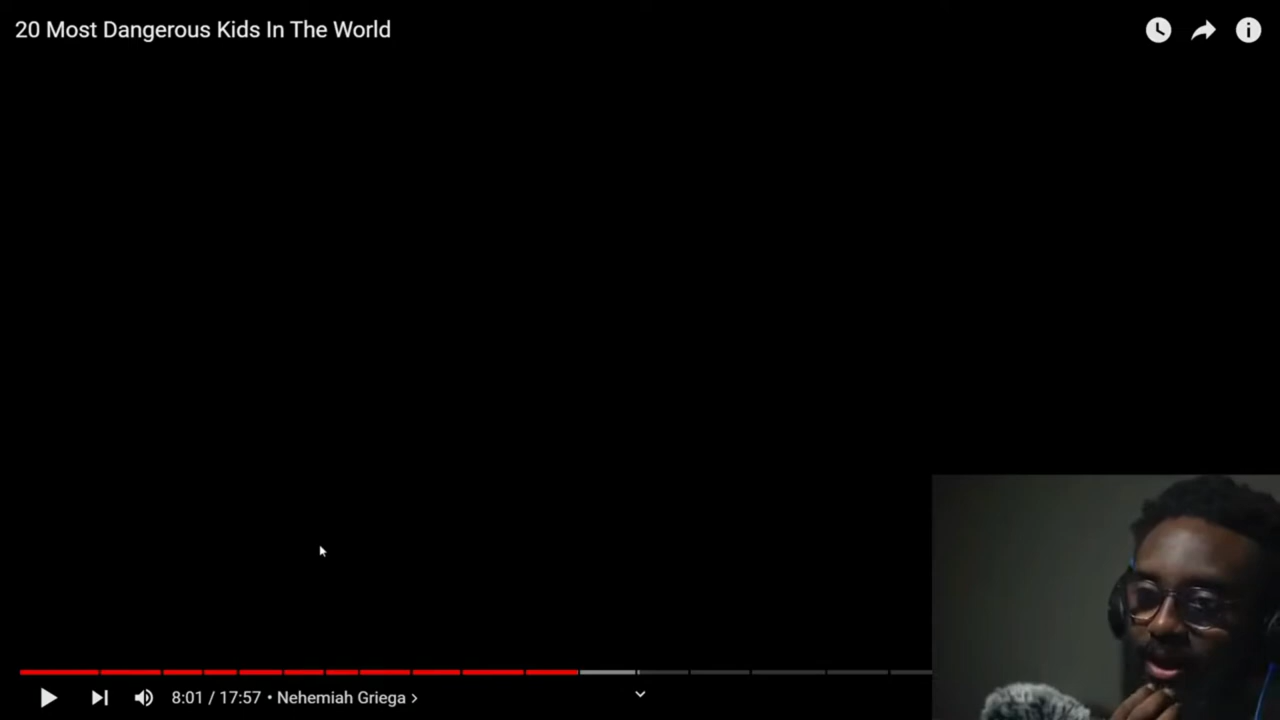 20 Most Dangerous Kids In The World
8:01 / 17:57 • Nehemiah Griega >